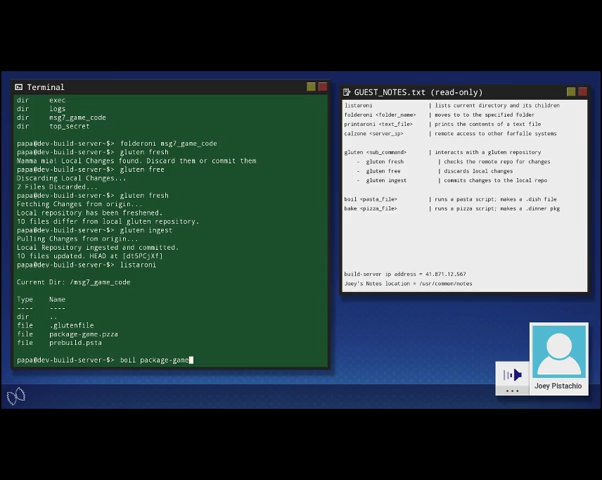 Terminal
dir exec
dir logs
dir msg7_game_code
dir top_secret
papa@dev-build-server~$> folderoni msg7_game_code
papa@dev-build-server~$> gluten fresh
Mamma mia! Local Changes found. Discard them or commit them
papa@dev-build-server~$> gluten free
Discarding Local Changes...
2 Files Discarded...
papa@dev-build-server~$> gluten fresh
Fetching Changes from origin...
Local repository has been freshened.
10 files differ from local gluten repository.
papa@dev-build-server~$> gluten ingest
Pulling Changes from origin...
Local Repository ingested and committed.
10 files updated. HEAD at [dt5PCjXf]
papa@dev-build-server~$> listaroni
Current Dir: /msg7_game_code
Type Name
---- ----
dir ..
file .glutenfile
file package-game.pzza
file prebuild.psta
papa@dev-build-server~$> boil package-game
GUEST_NOTES.txt (read-only)
listaroni | lists current directory and its children
folderoni <folder_name> | moves to to the specified folder
printaroni <text_file> | prints the contents of a text file
calzone <server_ip> | remote access to other farfalle systems
gluten <sub_command> | interacts with a gluten repository
- gluten fresh | checks the remote repo for changes
- gluten free | discards local changes
- gluten ingest | commits changes to the local repo
boil <pasta_file> | runs a pasta script; makes a .dish file
bake <pizza_file> | runs a pizza script; makes a .dinner pkg
build-server ip address = 41.871.12.567
Joey's Notes location = /usr/common/notes
Joey Pistachio